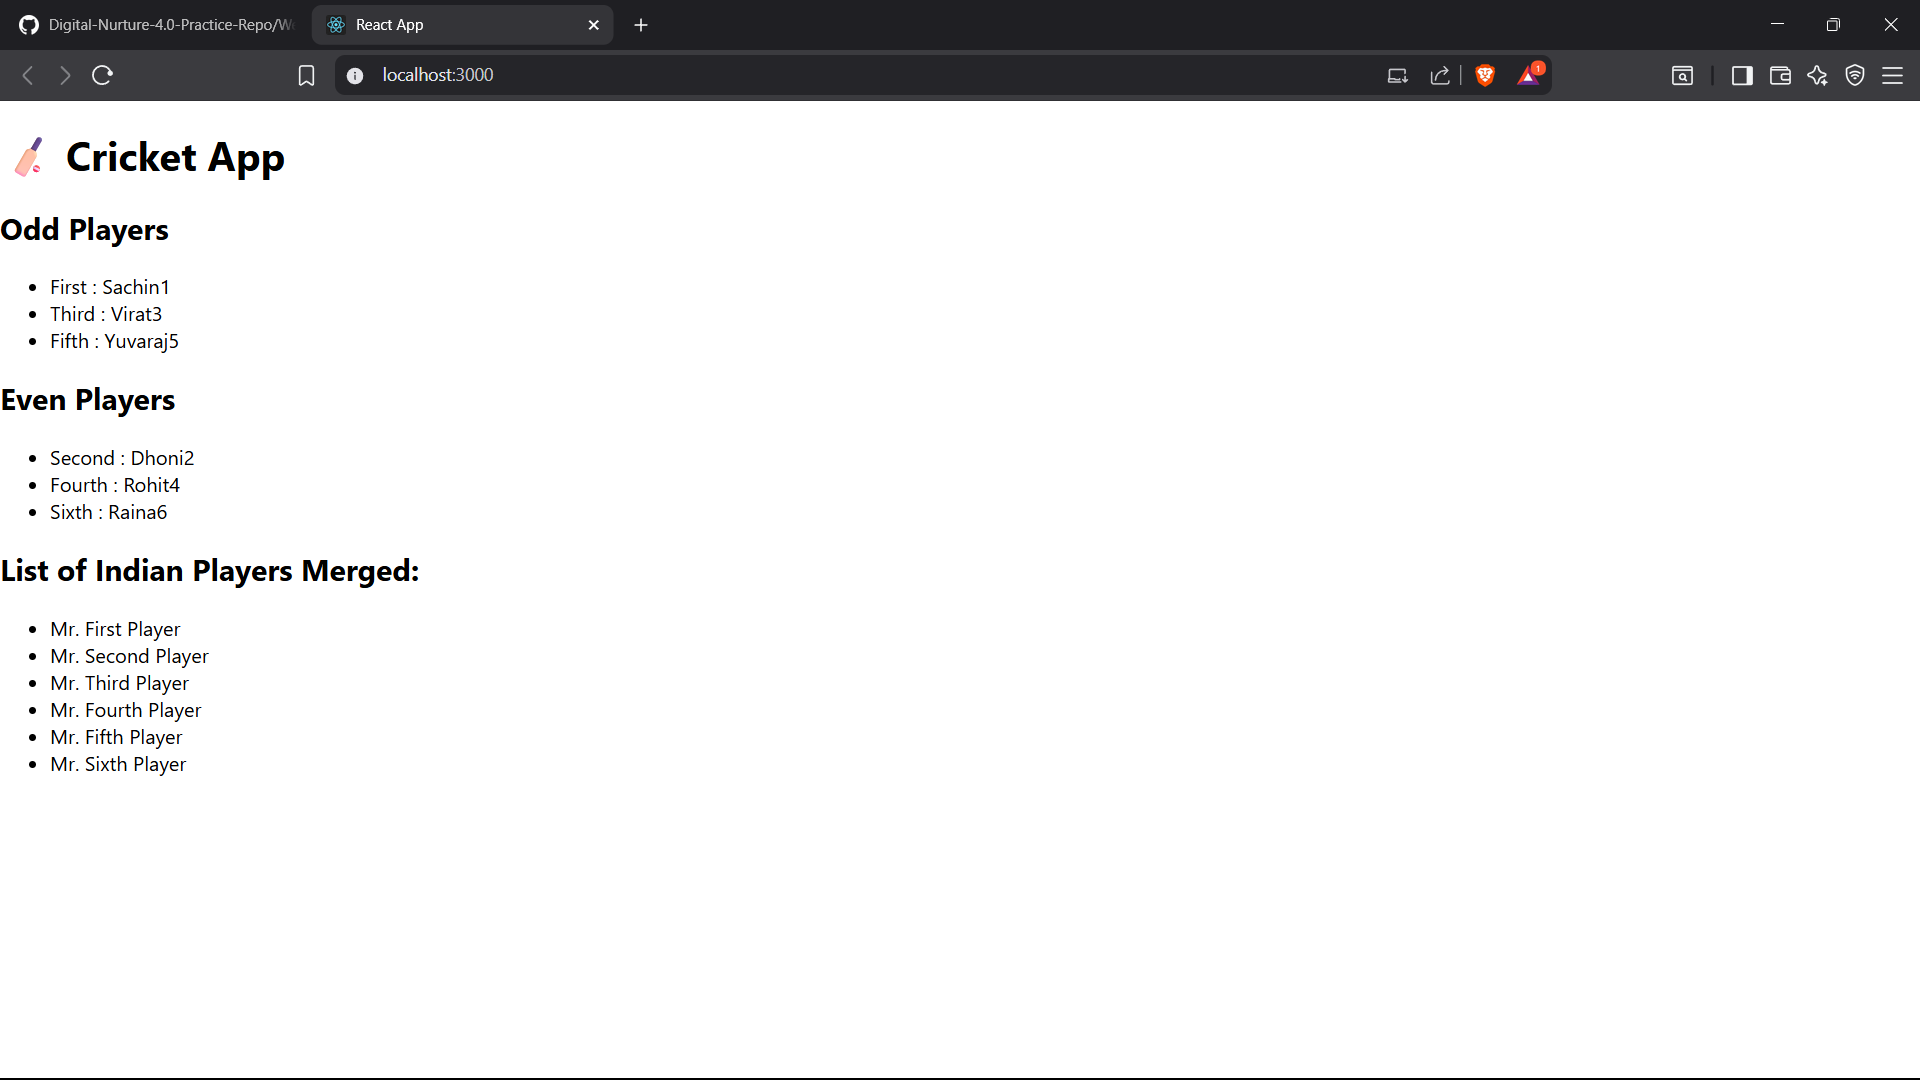 Digital-Nurture-4.0-Practice-Repo/W
React App
localhost:3000
1
Cricket App
Odd Players
First : Sachin1
Third : Virat3
Fifth : Yuvaraj5
Even Players
Second : Dhoni2
Fourth : Rohit4
Sixth : Raina6
List of Indian Players Merged:
Mr. First Player
Mr. Second Player
Mr. Third Player
Mr. Fourth Player
Mr. Fifth Player
Mr. Sixth Player